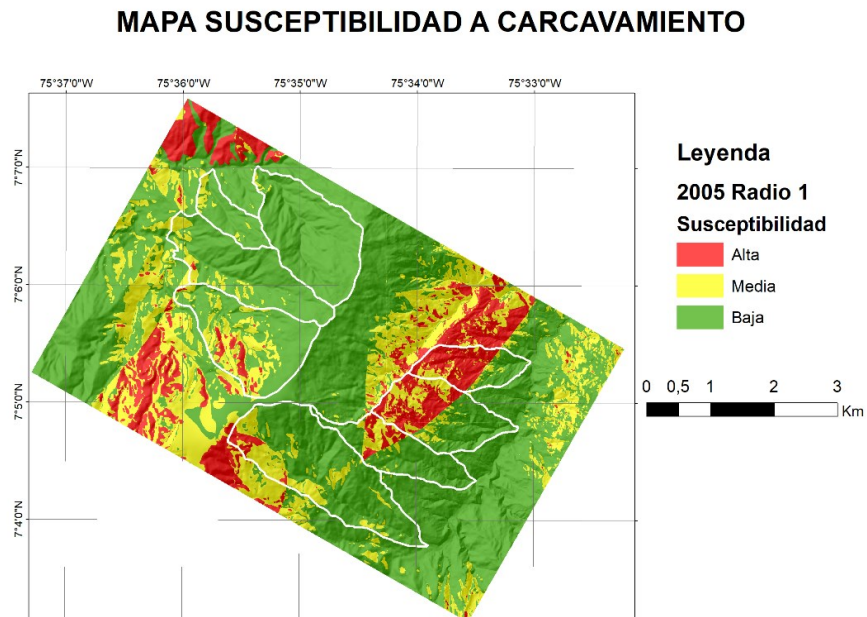 MAPA SUSCEPTIBILIDAD A CARCAVAMIENTO
75°37'0"W 75°36'0"W 75°35'0"W 75°34'0"W 75°33'0"W
7°7'0"N
7°6'0"N
7°5'0"N
7°4'0"N
Leyenda
2005 Radio 1
Susceptibilidad
Alta
Media
Baja
0 0,5 1 2 3
Km